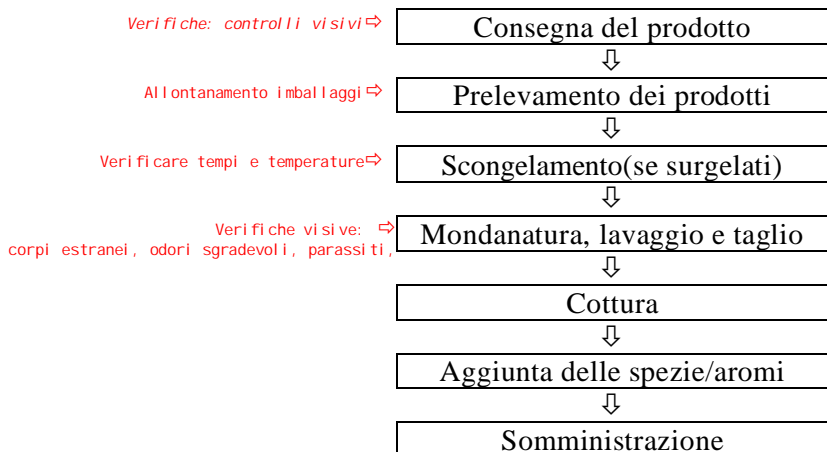 Verifiche: controlli visivi⇨ Consegna del prodotto
Allontanamento imballaggi⇨ Prelevamento dei prodotti
Verificare tempi e temperature⇨ Scongelamento(se surgelati)
Verifiche visive: ⇨
corpi estranei, odori sgradevoli, parassiti,
Mondanatura, lavaggio e taglio
Cottura
Aggiunta delle spezie/aromi
Somministrazione